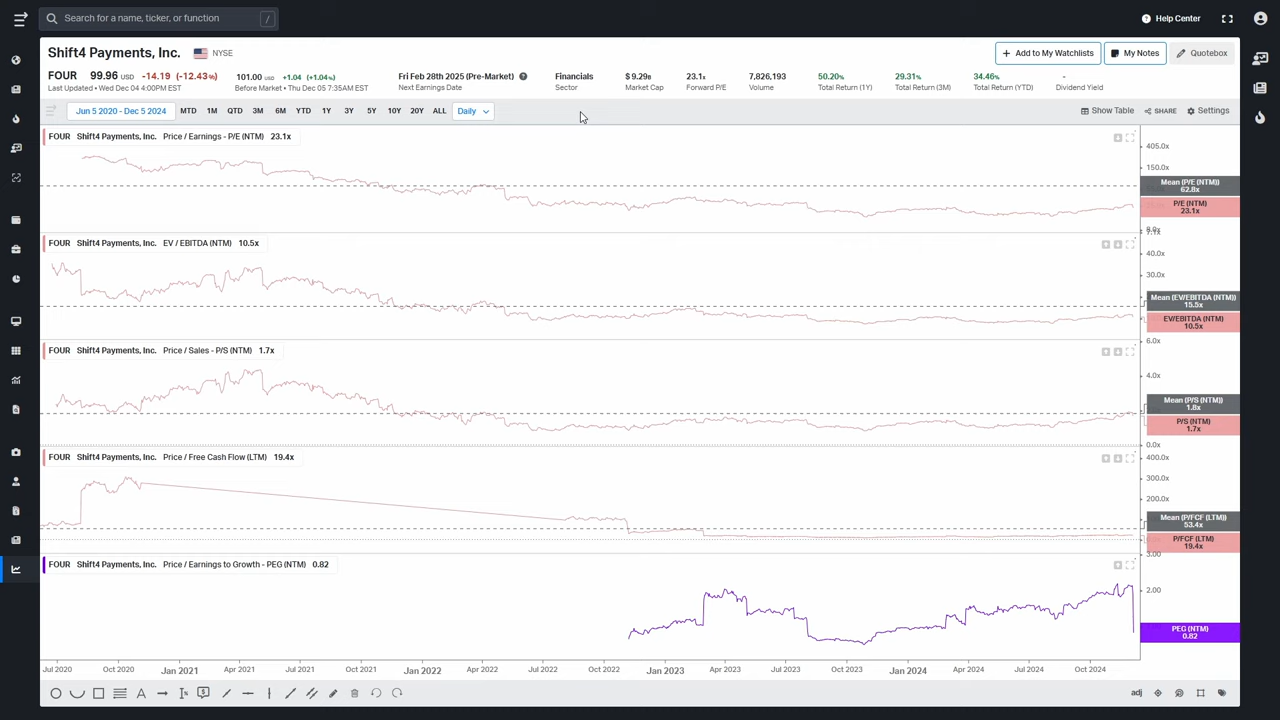 Search for a name, ticker, or function /
Help Center
Shift4 Payments, Inc. NYSE
+ Add to My Watchlists My Notes Quotebox
FOUR 99.96 USD -14.19 (-12.43%) 101.00 USD +1.04 (+1.04%) Fri Feb 28th 2025 (Pre-Market) ? Financials $ 9.29B 23.1x 7,826,193 50.20% 29.31% 34.46% -
Last Updated • Wed Dec 04 4:00PM EST Before Market • Thu Dec 05 7:35AM EST Next Earnings Date Sector Market Cap Forward P/E Volume Total Return (1Y) Total Return (3M) Total Return (YTD) Dividend Yield
Jun 5 2020 - Dec 5 2024 MTD 1M QTD 3M 6M YTD 1Y 3Y 5Y 10Y 20Y ALL Daily Show Table SHARE Settings
FOUR Shift4 Payments, Inc. Price / Earnings - P/E (NTM) 23.1x
405.0x
150.0x
Mean (P/E (NTM))
62.8x
P/E (NTM)
23.1x
FOUR Shift4 Payments, Inc. EV / EBITDA (NTM) 10.5x
40.0x
30.0x
Mean (EV/EBITDA (NTM))
15.5x
EV/EBITDA (NTM)
10.5x
FOUR Shift4 Payments, Inc. Price / Sales - P/S (NTM) 1.7x
6.0x
4.0x
Mean (P/S (NTM))
1.8x
P/S (NTM)
1.7x
0.0x
FOUR Shift4 Payments, Inc. Price / Free Cash Flow (LTM) 19.4x
400.0x
300.0x
200.0x
Mean (P/FCF (LTM))
53.4x
P/FCF (LTM)
19.4x
FOUR Shift4 Payments, Inc. Price / Earnings to Growth - PEG (NTM) 0.82
3.00
2.00
PEG (NTM)
0.82
Jul 2020 Oct 2020 Jan 2021 Apr 2021 Jul 2021 Oct 2021 Jan 2022 Apr 2022 Jul 2022 Oct 2022 Jan 2023 Apr 2023 Jul 2023 Oct 2023 Jan 2024 Apr 2024 Jul 2024 Oct 2024
adj